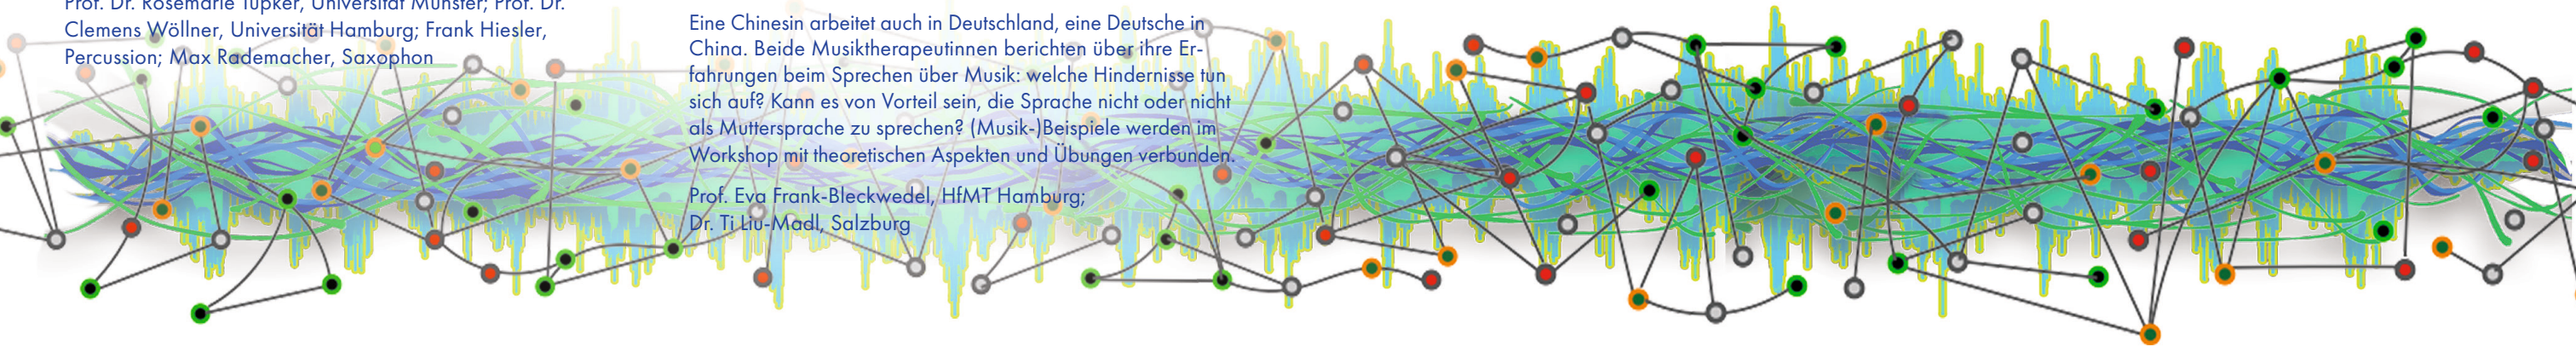 Prof. Dr. Rosemarie Tüpker, Universität Münster; Prof. Dr.
Clemens Wöllner, Universität Hamburg; Frank Hiesler,
Percussion; Max Rademacher, Saxophon
Eine Chinesin arbeitet auch in Deutschland, eine Deutsche in
China. Beide Musiktherapeutinnen berichten über ihre Er-
fahrungen beim Sprechen über Musik: welche Hindernisse tun
sich auf? Kann es von Vorteil sein, die Sprache nicht oder nicht
als Muttersprache zu sprechen? (Musik-)Beispiele werden im
Workshop mit theoretischen Aspekten und Übungen verbunden.
Prof. Eva Frank-Bleckwedel, HfMT Hamburg;
Dr. Ti Liu-Madl, Salzburg